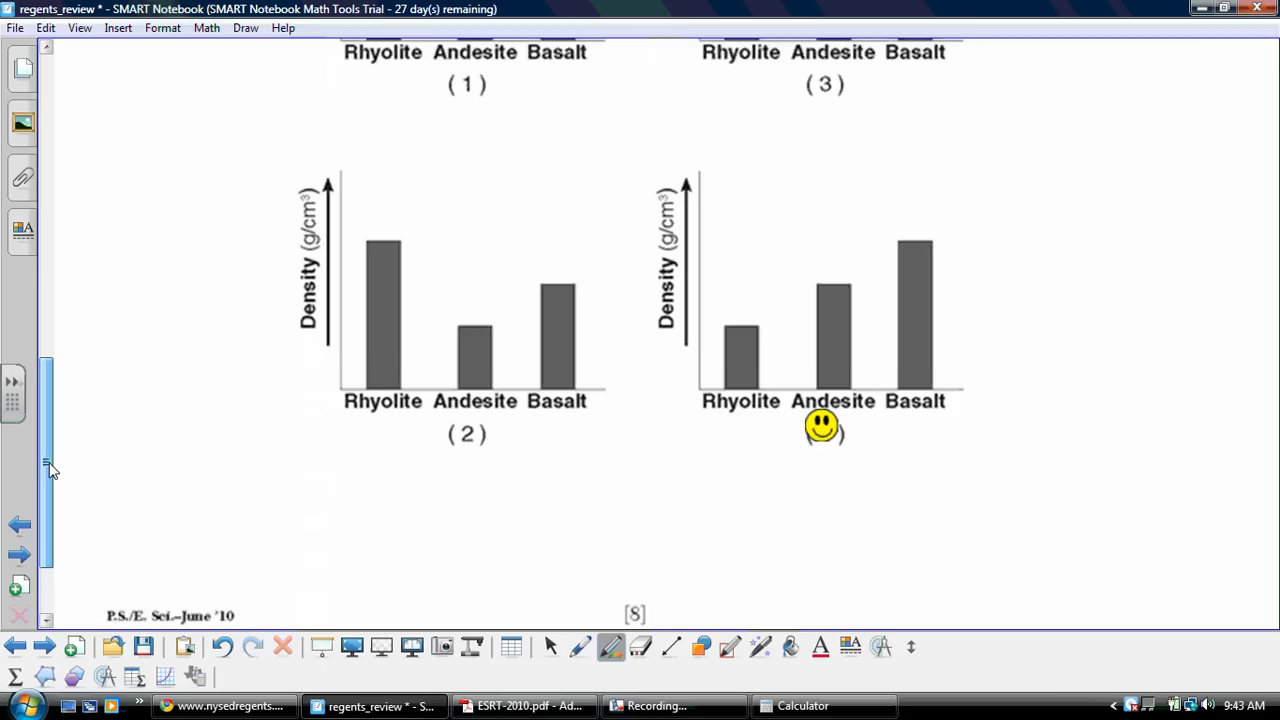 regents_review * - SMART Notebook (SMART Notebook Math Tools Trial - 27 day(s) remaining)
File Edit View Insert Format Math Draw Help
Rhyolite Andesite Basalt
( 1 )
Rhyolite Andesite Basalt
( 3 )
Density (g/cm³)
Rhyolite Andesite Basalt
( 2 )
Density (g/cm³)
Rhyolite Andesite Basalt
( )
P.S./E. Sci.–June '10
[8]
www.nysedregents....
regents_review * - S...
ESRT-2010.pdf - Ad...
Recording...
Calculator
9:43 AM